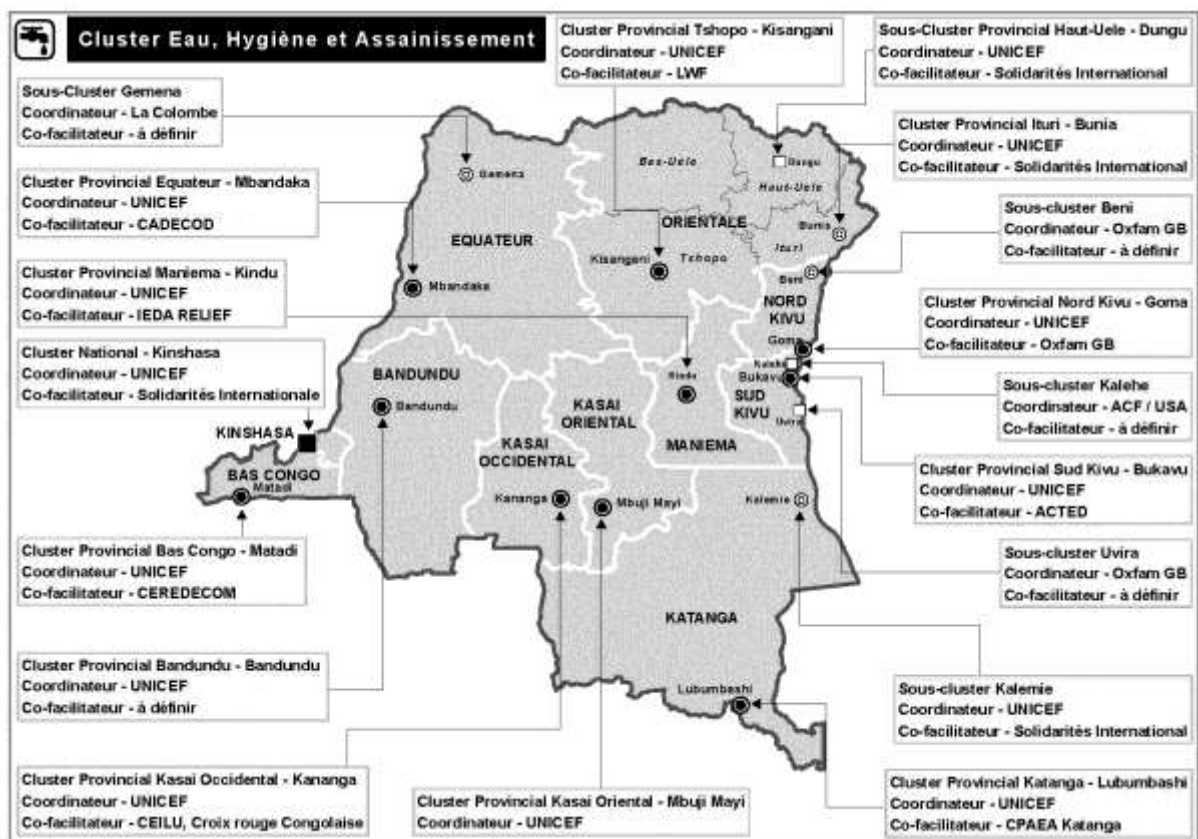 Cluster Eau, Hygiène et Assainissement
Cluster Provincial Tshopo - Kisangani
Coordinateur - UNICEF
Co-facilitateur - LWF
Sous-Cluster Provincial Haut-Uele - Dungu
Coordinateur - UNICEF
Co-facilitateur - Solidarités International
Sous-Cluster Gemena
Coordinateur - La Colombe
Co-facilitateur - à définir
Cluster Provincial Ituri - Bunia
Coordinateur - UNICEF
Co-facilitateur - Solidarités International
Cluster Provincial Equateur - Mbandaka
Coordinateur - UNICEF
Co-facilitateur - CADECOD
Sous-cluster Beni
Coordinateur - Oxfam GB
Co-facilitateur - à définir
Cluster Provincial Maniema - Kindu
Coordinateur - UNICEF
Co-facilitateur - IEDA RELIEF
Cluster Provincial Nord Kivu - Goma
Coordinateur - UNICEF
Co-facilitateur - Oxfam GB
Cluster National - Kinshasa
Coordinateur - UNICEF
Co-facilitateur - Solidarités Internationale
Sous-cluster Kalehe
Coordinateur - ACF / USA
Co-facilitateur - à définir
Cluster Provincial Sud Kivu - Bukavu
Coordinateur - UNICEF
Co-facilitateur - ACTED
Cluster Provincial Bas Congo - Matadi
Coordinateur - UNICEF
Co-facilitateur - CEREDECOM
Sous-cluster Uvira
Coordinateur - Oxfam GB
Co-facilitateur - à définir
Cluster Provincial Bandundu - Bandundu
Coordinateur - UNICEF
Co-facilitateur - à définir
Sous-cluster Kalemie
Coordinateur - UNICEF
Co-facilitateur - Solidarités International
Cluster Provincial Kasai Occidental - Kananga
Coordinateur - UNICEF
Co-facilitateur - CEILU, Croix rouge Congolaise
Cluster Provincial Kasai Oriental - Mbuji Mayi
Coordinateur - UNICEF
Cluster Provincial Katanga - Lubumbashi
Coordinateur - UNICEF
Co-facilitateur - CPAEA Katanga
Bas-Uele
Dungu
Gemena
Haut-Uele
ORIENTALE
Bunia
EQUATEUR
Ituri
Kisangani
Tshopo
Beni
Mbandaka
NORD
KIVU
Goma
Kalehe
BANDUNDU
Kindu
Bukavu
Bandundu
KASAI
ORIENTAL
SUD
KIVU
Uvira
KINSHASA
KASAI
OCCIDENTAL
MANIEMA
BAS CONGO
Matadi
Kananga
Mbuji Mayi
Kalemie
KATANGA
Lubumbashi